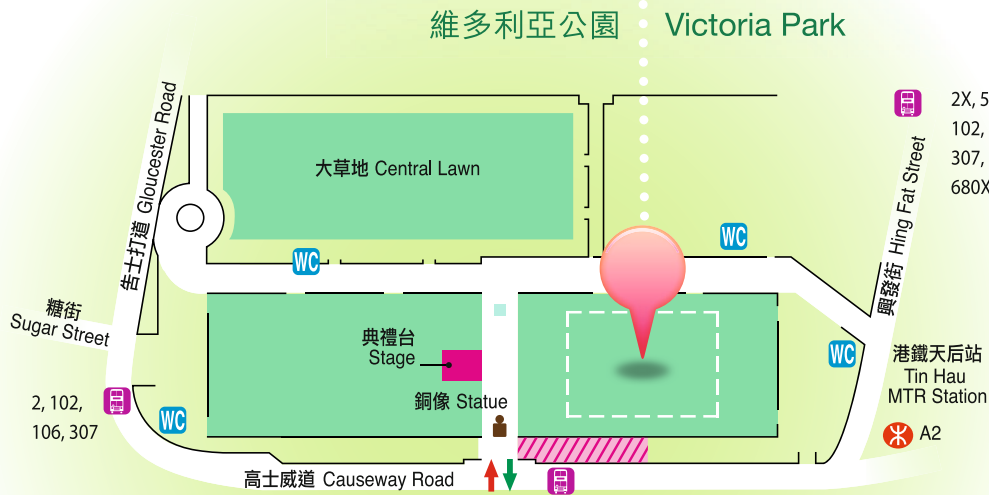 維多利亞公園 Victoria Park
2X, 5
102,
307,
680X
告士打道 Gloucester Road
大草地 Central Lawn
興發街 Hing Fat Street
WC
WC
糖街
Sugar Street
典禮台
Stage
WC
港鐵天后站
Tin Hau
MTR Station
銅像 Statue
2, 102,
106, 307
WC
A2
高士威道 Causeway Road